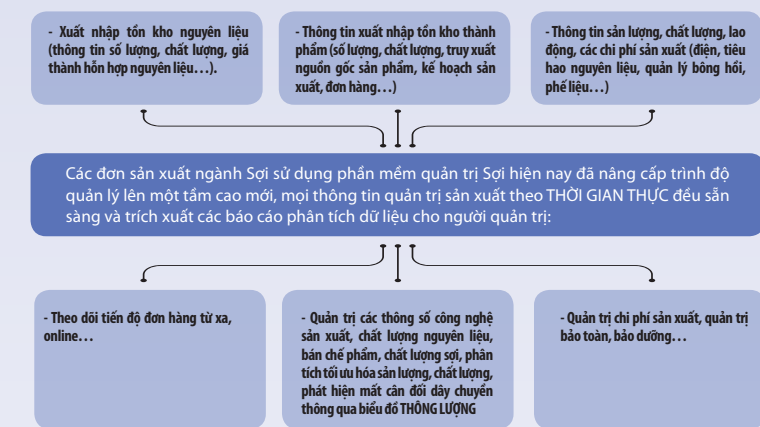 - Xuất nhập tồn kho nguyên liệu
(thông tin số lượng, chất lượng, giá
thành hỗn hợp nguyên liệu…).
- Thông tin xuất nhập tồn kho thành
phẩm (số lượng, chất lượng, truy xuất
nguồn gốc sản phẩm, kế hoạch sản
xuất, đơn hàng…)
- Thông tin sản lượng, chất lượng, lao
động, các chi phí sản xuất (điện, tiêu
hao nguyên liệu, quản lý bông hồi,
phế liệu…)
Các đơn sản xuất ngành Sợi sử dụng phần mềm quản trị Sợi hiện nay đã nâng cấp trình độ
quản lý lên một tầm cao mới, mọi thông tin quản trị sản xuất theo THỜI GIAN THỰC đều sẵn
sàng và trích xuất các báo cáo phân tích dữ liệu cho người quản trị:
- Theo dõi tiến độ đơn hàng từ xa,
online…
- Quản trị các thông số công nghệ
sản xuất, chất lượng nguyên liệu,
bán chế phẩm, chất lượng sợi, phân
tích tối ưu hóa sản lượng, chất lượng,
phát hiện mất cân đối dây chuyền
thông qua biểu đồ THÔNG LƯỢNG
- Quản trị chi phí sản xuất, quản trị
bảo toàn, bảo dưỡng…